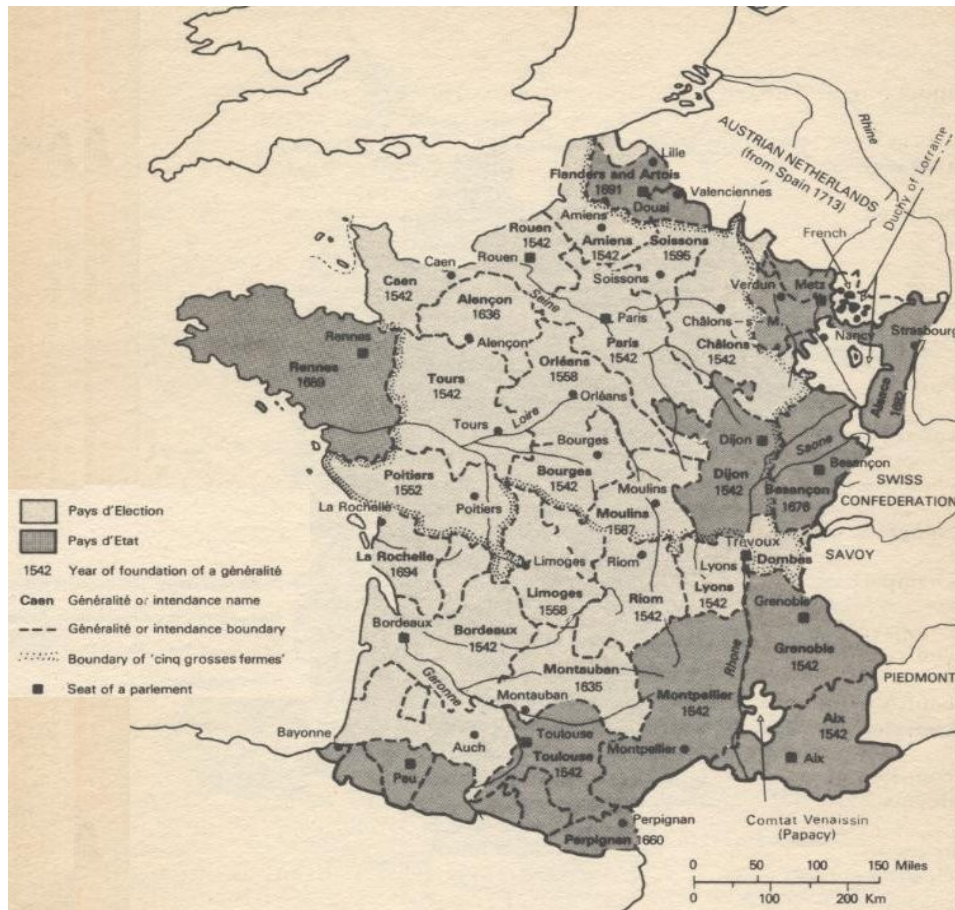 Rhine
AUSTRIAN NETHERLANDS
(from Spain 1713)
Duchy of Lorraine
Lille
Flanders and Artois
1691
Douai
Valenciennes
French
Amiens
Rouen
1542
Amiens
1542
Soissons
1595
Rouen
Soissons
Caen
Caen
1542
Alençon
1636
Seine
Verdun
Metz
M.
Paris
Châlons
Nancy
Strasbourg
Alençon
Paris
1542
Châlons
1542
Rennes
Rennes
1689
Orléans
1558
Tours
1542
Alsace
1682
Orléans
Loire
Tours
Bourges
Dijon
Saone
Besançon
Poitiers
1552
Bourges
1542
Dijon
1542
Besançon
1676
SWISS
CONFEDERATION
Moulins
Moulins
1587
Poitiers
La Rochelle
Pays d'Election
Pays d'Etat
1542 Year of foundation of a généralité
Caen Généralité or intendance name
Généralité or intendance boundary
Boundary of 'cinq grosses fermes'
Seat of a parlement
La Rochelle
1694
Limoges
Riom
Trevoux
Dombes
SAVOY
Lyons
Limoges
1558
Riom
1542
Lyons
1542
Grenoble
Bordeaux
Bordeaux
1542
Grenoble
1542
Rhone
Garonne
Montauban
1635
PIEDMONT
Montauban
Montpellier
1542
Aix
1542
Bayonne
Auch
Toulouse
Toulouse
1542
Montpellier
Aix
Pau
Perpignan
Perpignan 1660
Comtat Venaissin
(Papacy)
0 50 100 150 Miles
0 100 200 Km